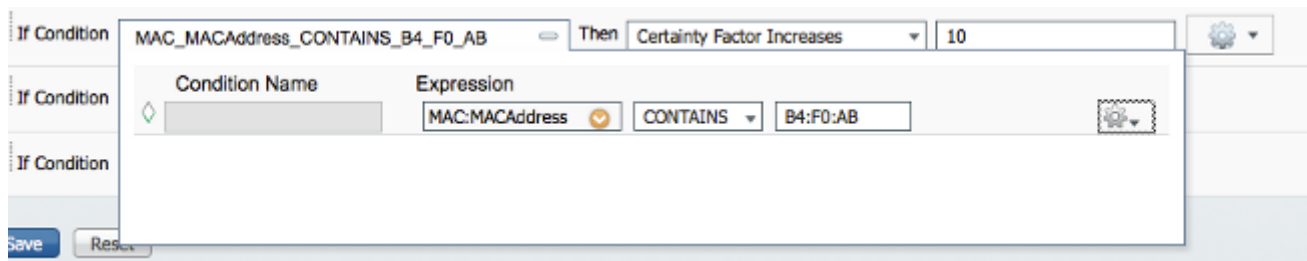 If Condition MAC_MACAddress_CONTAINS_B4_F0_AB Then Certainty Factor Increases 10
Condition Name Expression
If Condition
MAC:MACAddress CONTAINS B4:F0:AB
If Condition
Save